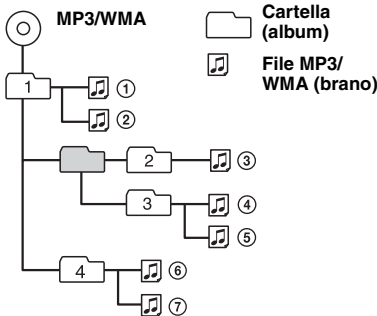 MP3/WMA
Cartella
(album)
File MP3/
WMA (brano)
1
①
②
2
③
3
④
⑤
4
⑥
⑦